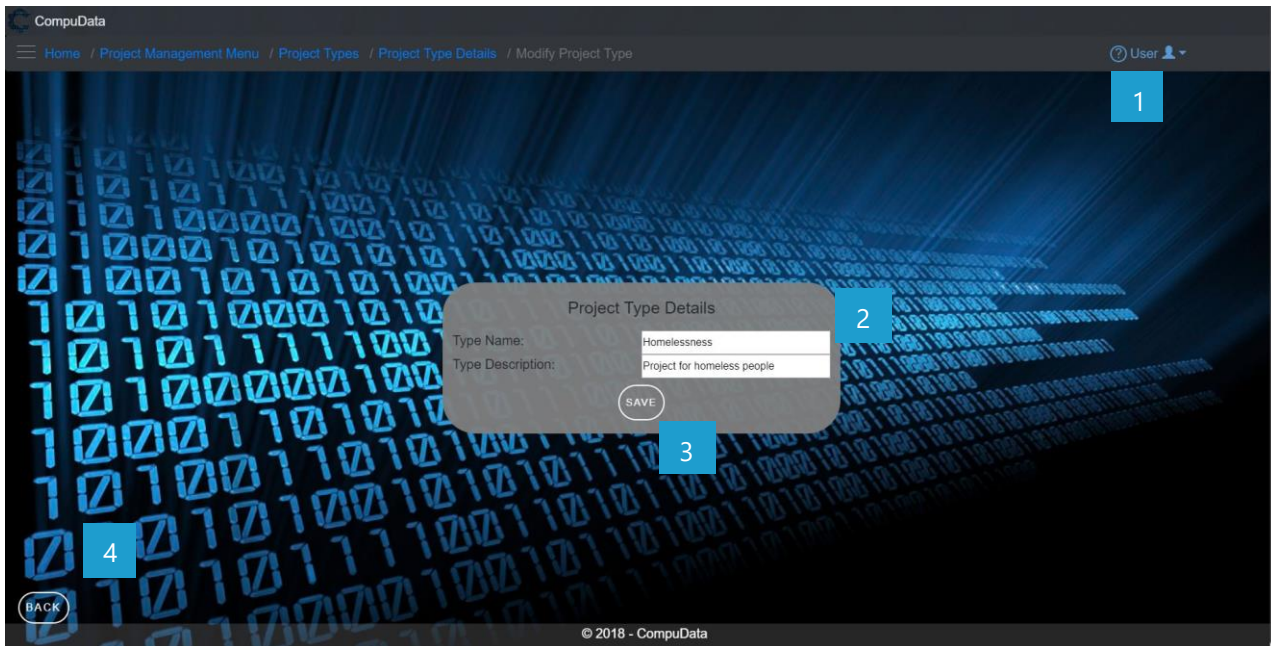 CompuData
Home / Project Management Menu / Project Types / Project Type Details / Modify Project Type
? User
1
Project Type Details
2
Type Name: Homelessness
Type Description: Project for homeless people
SAVE
3
4
BACK
© 2018 - CompuData